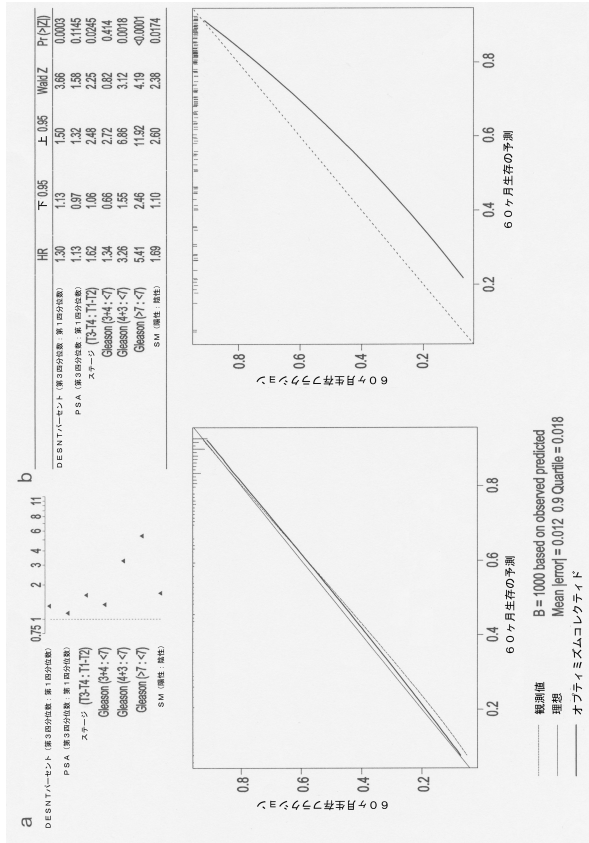 a
0.75 1 2 3 4 6 8 11
DESNTパーセント (第3四分位数：第1四分位数)
PSA (第3四分位数：第1四分位数)
ステージ (T3-T4 : T1-T2)
Gleason (3+4 : <7)
Gleason (4+3 : <7)
Gleason (>7 : <7)
SM (陽性：陰性)
b
HR 下 0.95 上 0.95 Wald Z Pr(>|Z|)
DESNTパーセント (第3四分位数：第1四分位数) 1.30 1.13 1.50 3.66 0.0003
PSA (第3四分位数：第1四分位数) 1.13 0.97 1.32 1.58 0.1145
ステージ (T3-T4 : T1-T2) 1.62 1.06 2.48 2.25 0.0245
Gleason (3+4 : <7) 1.34 0.66 2.72 0.82 0.414
Gleason (4+3 : <7) 3.26 1.55 6.86 3.12 0.0018
Gleason (>7 : <7) 5.41 2.46 11.92 4.19 <0.0001
SM (陽性：陰性) 1.69 1.10 2.60 2.38 0.0174
60ヶ月生存フラクション
0.8
0.6
0.4
0.2
0.2 0.4 0.6 0.8
60ヶ月生存の予測
60ヶ月生存フラクション
0.8
0.6
0.4
0.2
0.2 0.4 0.6 0.8
60ヶ月生存の予測
観測値
理想
オプティミズムコレクティド
B = 1000 based on observed predicted
Mean |error| = 0.012 0.9 Quartile = 0.018